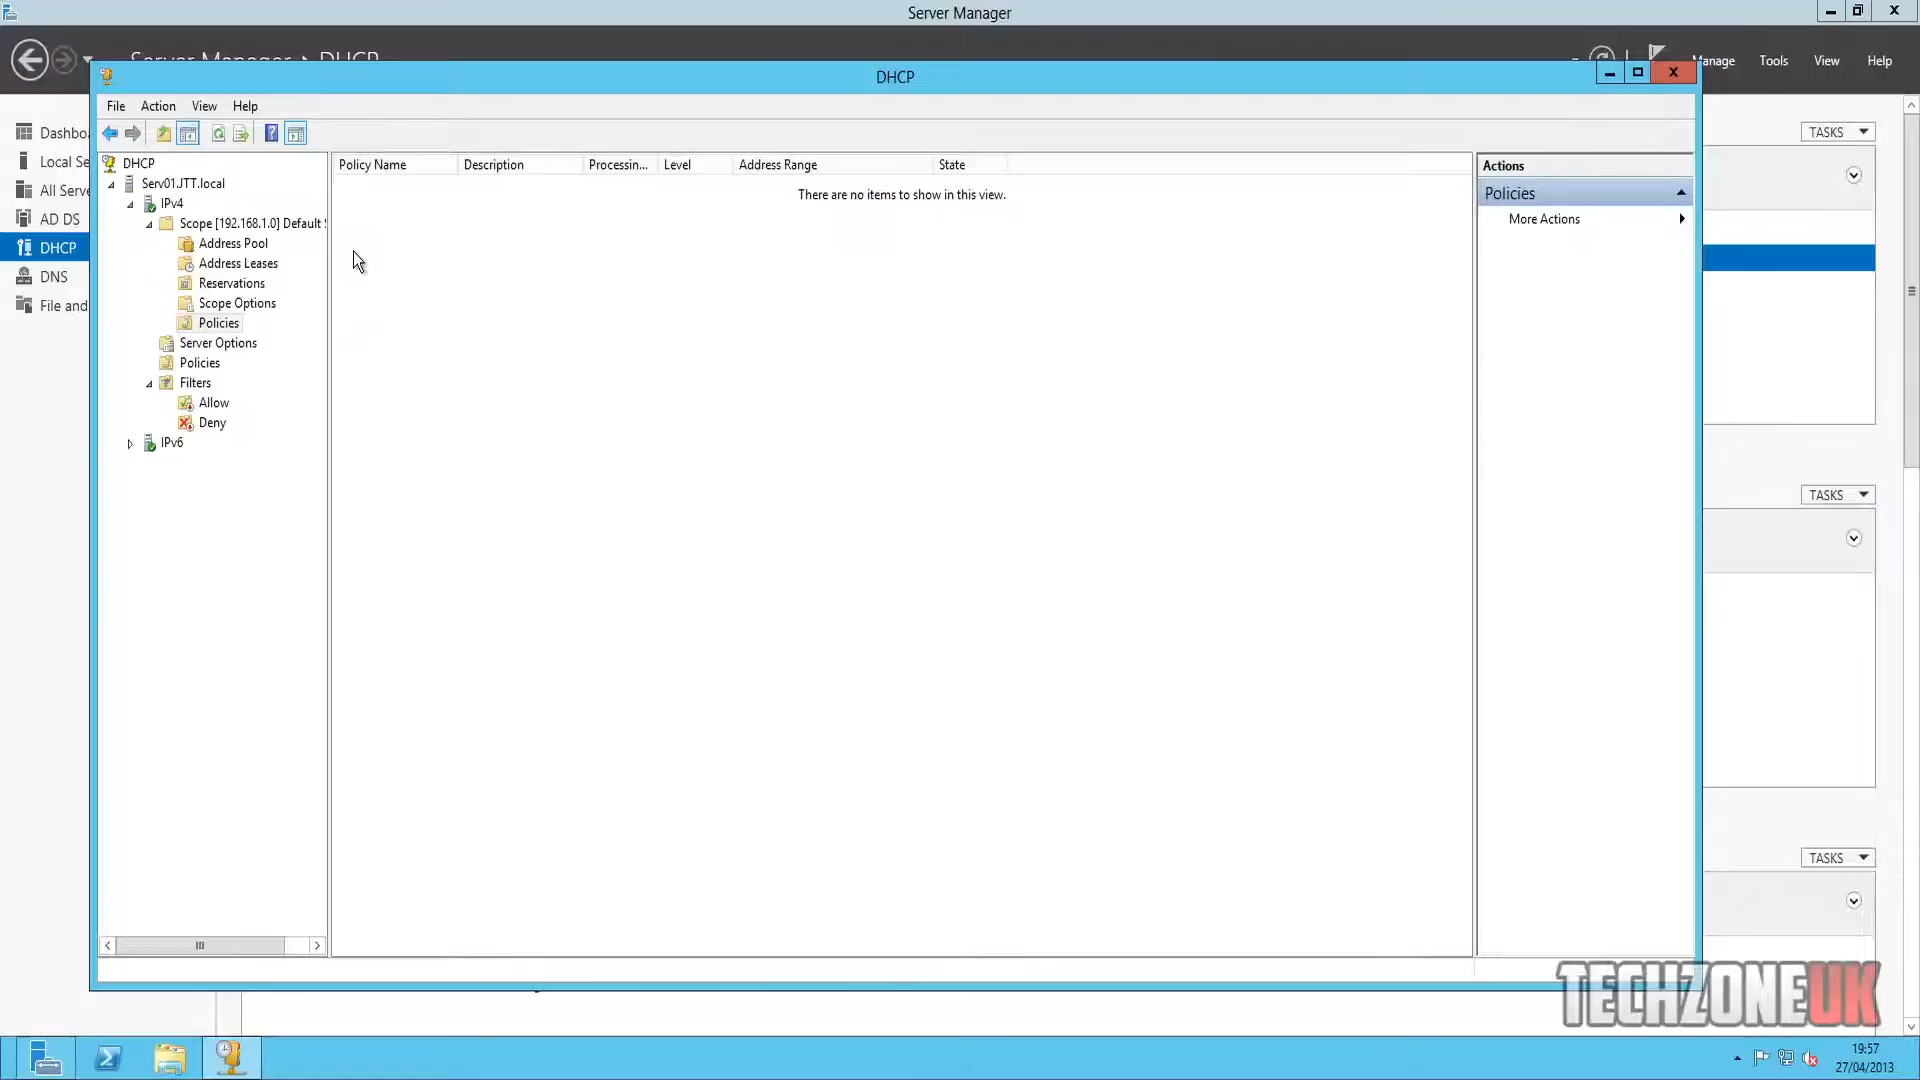 Server Manager
Server Manager ▸ DHCP
Manage Tools View Help
DHCP
File Action View Help
Dashbo
Local Se
All Serve
AD DS
DHCP
DNS
File and
DHCP
Serv01.JTT.local
IPv4
Scope [192.168.1.0] Default S
Address Pool
Address Leases
Reservations
Scope Options
Policies
Server Options
Policies
Filters
Allow
Deny
IPv6
Policy Name Description Processin... Level Address Range State
There are no items to show in this view.
Actions
Policies
More Actions
TASKS
TASKS
TASKS
TECHZONEUK
19:57
27/04/2013